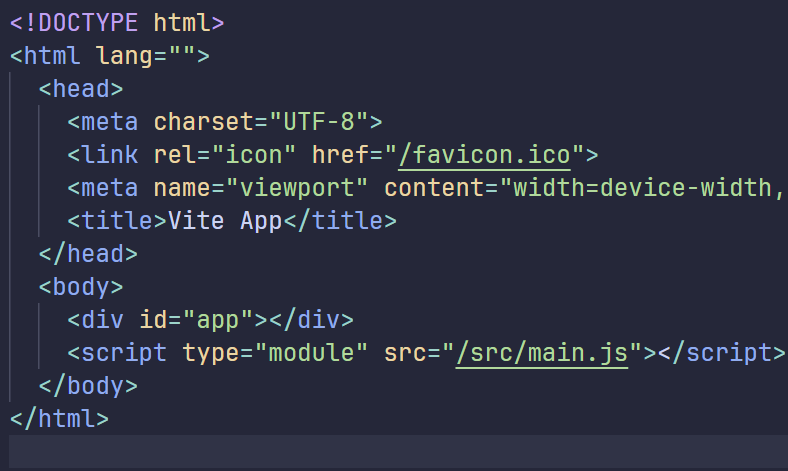 <!DOCTYPE html>
<html lang="">
  <head>
    <meta charset="UTF-8">
    <link rel="icon" href="/favicon.ico">
    <meta name="viewport" content="width=device-width,
    <title>Vite App</title>
  </head>
  <body>
    <div id="app"></div>
    <script type="module" src="/src/main.js"></script>
  </body>
</html>